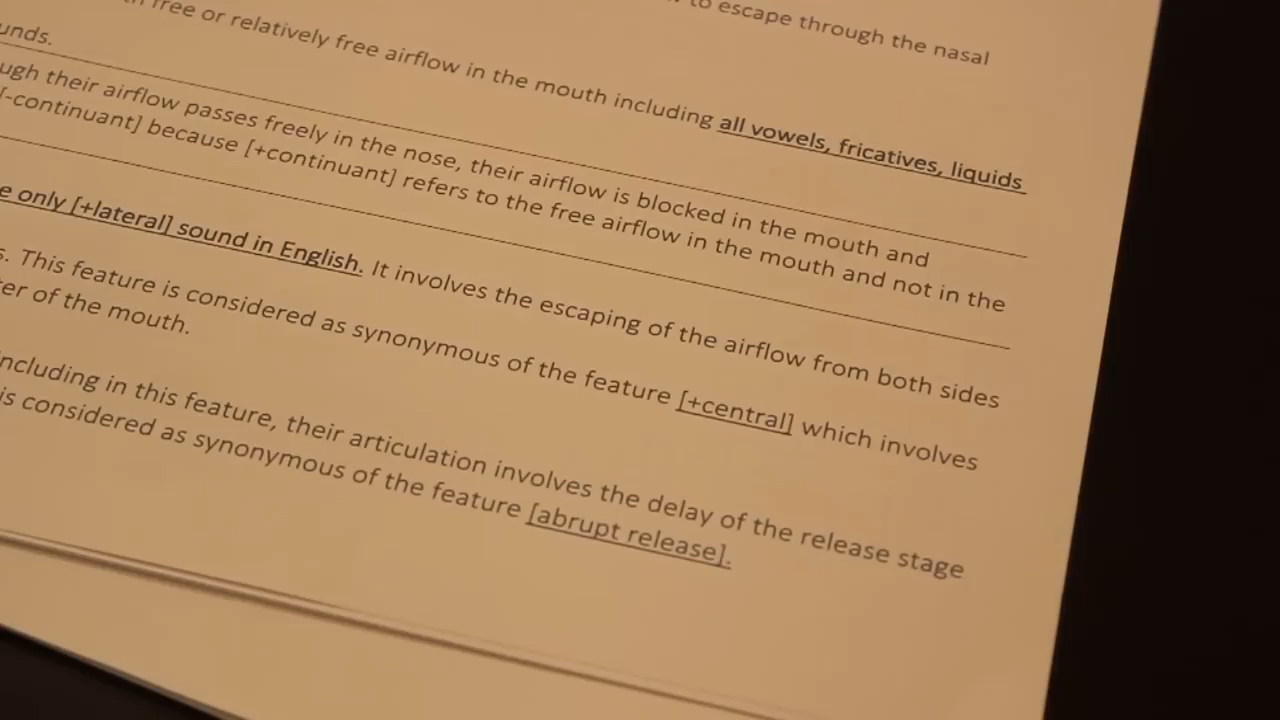 to escape through the nasal
free or relatively free airflow in the mouth including all vowels, fricatives, liquids
unds.
ugh their airflow passes freely in the nose, their airflow is blocked in the mouth and
[-continuant] because [+continuant] refers to the free airflow in the mouth and not in the
e only [+lateral] sound in English. It involves the escaping of the airflow from both sides
s. This feature is considered as synonymous of the feature [+central] which involves
er of the mouth.
ncluding in this feature, their articulation involves the delay of the release stage
is considered as synonymous of the feature [abrupt release].